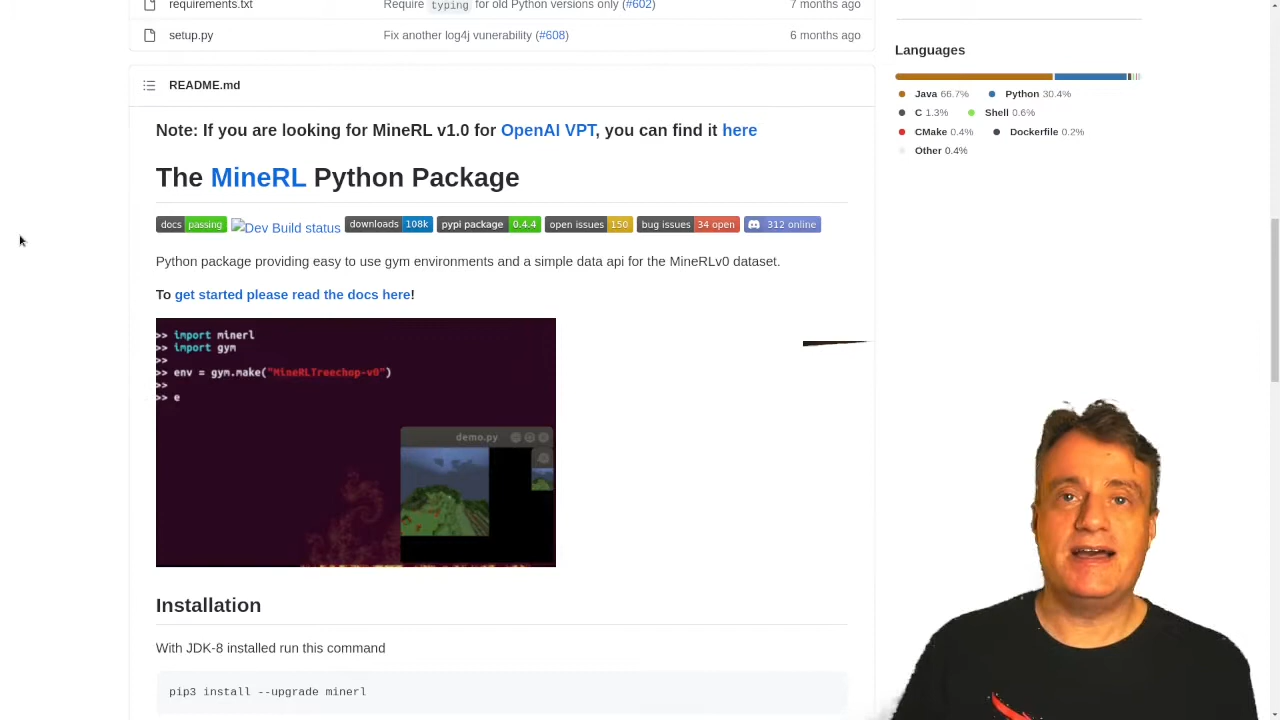 requirements.txt Require typing for old Python versions only (#602) 7 months ago
setup.py Fix another log4j vunerability (#608) 6 months ago
README.md
Note: If you are looking for MineRL v1.0 for OpenAI VPT, you can find it here
The MineRL Python Package
docs passing Dev Build status downloads 108k pypi package 0.4.4 open issues 150 bug issues 34 open 312 online
Python package providing easy to use gym environments and a simple data api for the MineRLv0 dataset.
To get started please read the docs here!
>> import minerl
>> import gym
>>
>> env = gym.make("MineRLTreechop-v0")
>>
>> e
demo.py
Installation
With JDK-8 installed run this command
pip3 install --upgrade minerl
Languages
Java 66.7% Python 30.4%
C 1.3% Shell 0.6%
CMake 0.4% Dockerfile 0.2%
Other 0.4%